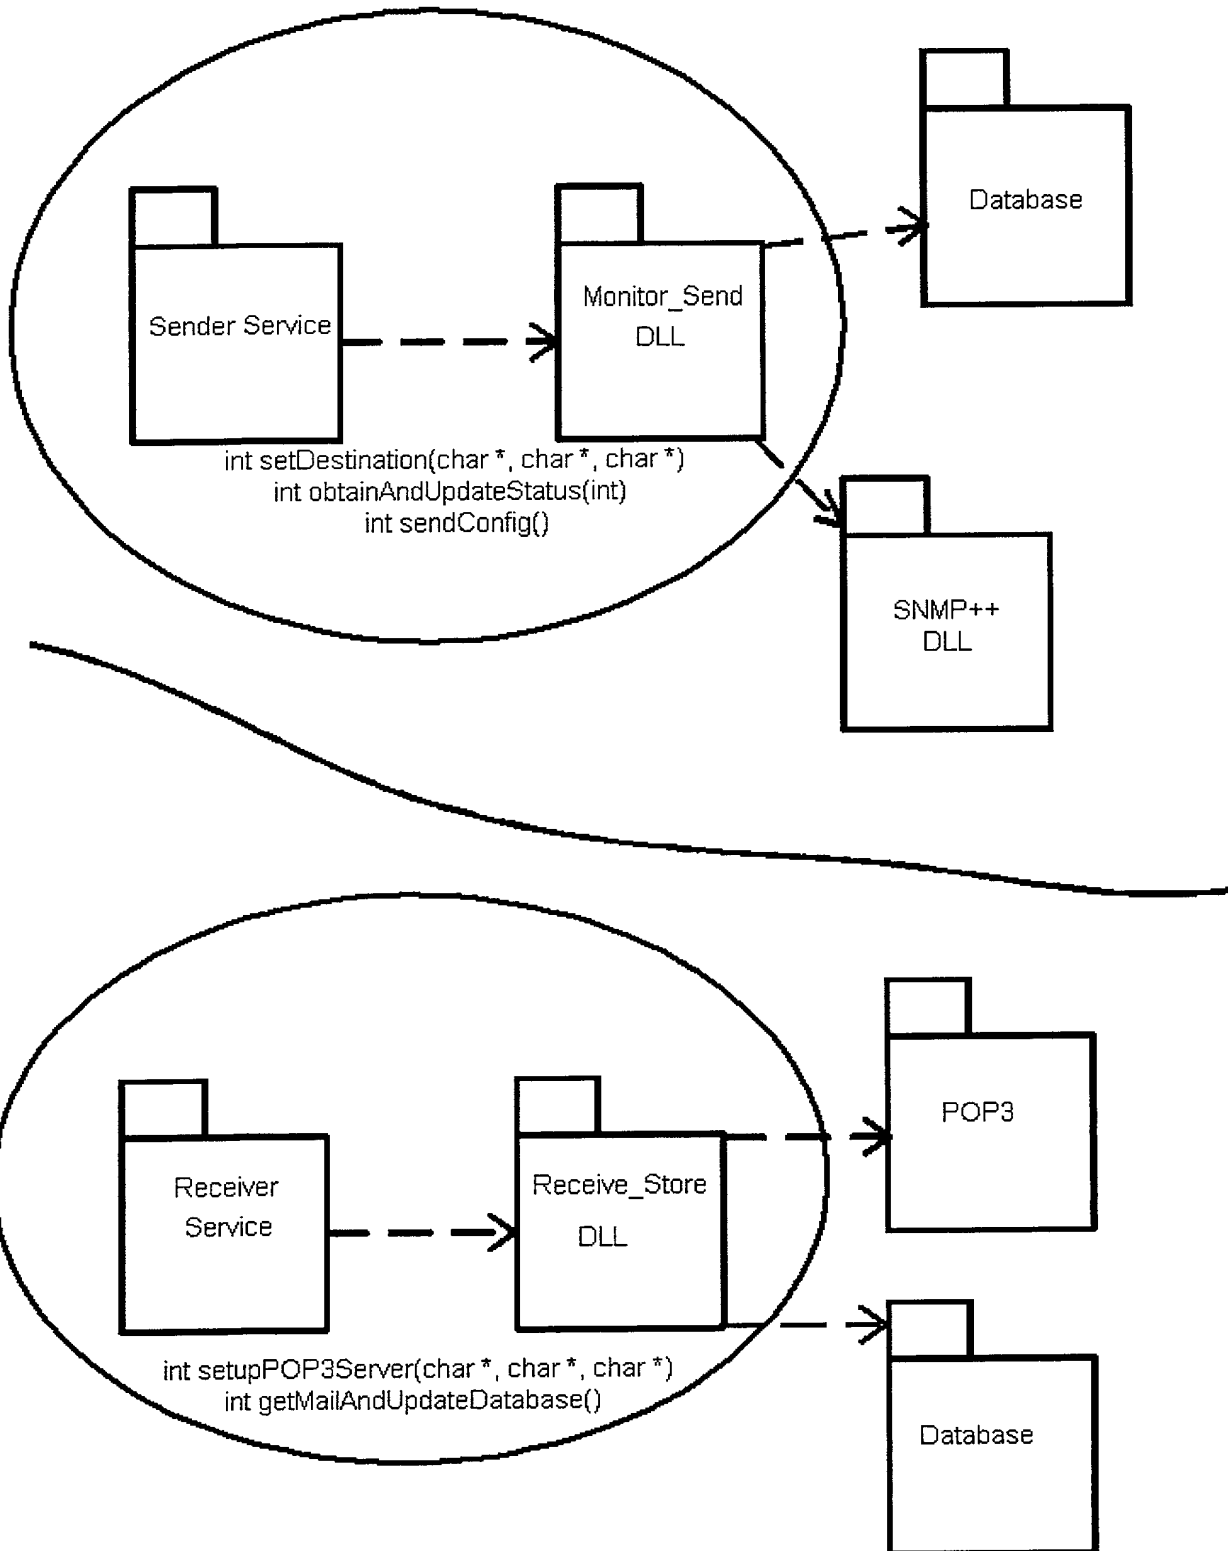 Database
Sender Service
Monitor_Send
DLL
int setDestination(char *, char *, char *)
int obtainAndUpdateStatus(int)
int sendConfig()
SNMP++
DLL
POP3
Receiver
Service
Receive_Store
DLL
int setupPOP3Server(char *, char *, char *)
int getMailAndUpdateDatabase()
Database